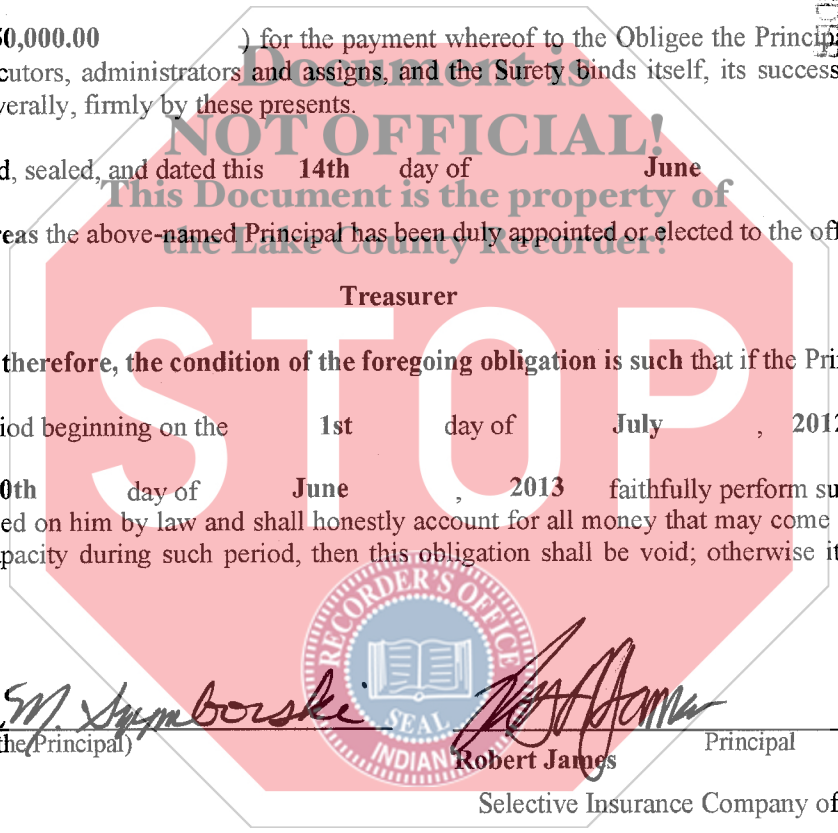 50,000.00 ) for the payment whereof to the Obligee the Principa
cutors, administrators and assigns, and the Surety binds itself, its success
verally, firmly by these presents.
Document is
NOT OFFICIAL!
d, sealed, and dated this 14th day of June
This Document is the property of
the Lake County Recorder!
eas the above-named Principal has been duly appointed or elected to the off
Treasurer
STOP
therefore, the condition of the foregoing obligation is such that if the Prin
iod beginning on the 1st day of July , 2012
0th day of June , 2013 faithfully perform su
ed on him by law and shall honestly account for all money that may come
pacity during such period, then this obligation shall be void; otherwise it
RECORDER'S OFFICE
SEAL
INDIANA
M. Symborski
the Principal) Principal
Robert James
Selective Insurance Company of